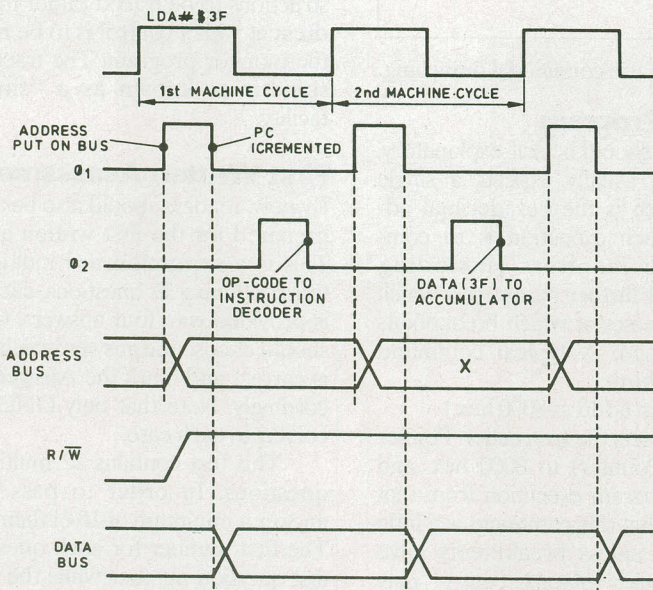 LDA# $3F
1st MACHINE CYCLE
2nd MACHINE CYCLE
ADDRESS
PUT ON BUS
PC
ICREMENTED
Ø1
Ø2
OP-CODE TO
INSTRUCTION
DECODER
DATA (3F) TO
ACCUMULATOR
ADDRESS
BUS
X
R/W̅
DATA
BUS